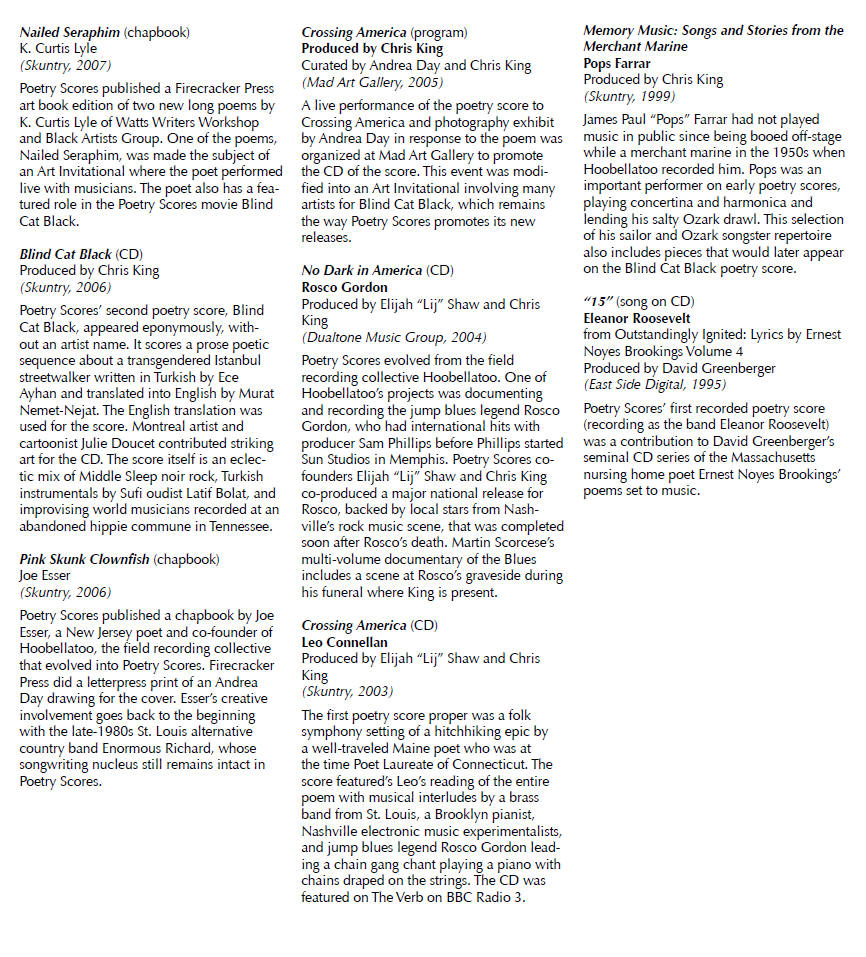 Nailed Seraphim (chapbook)
K. Curtis Lyle
(Skuntry, 2007)
Poetry Scores published a Firecracker Press
art book edition of two new long poems by
K. Curtis Lyle of Watts Writers Workshop
and Black Artists Group. One of the poems,
Nailed Seraphim, was made the subject of
an Art Invitational where the poet performed
live with musicians. The poet also has a fea-
tured role in the Poetry Scores movie Blind
Cat Black.
Blind Cat Black (CD)
Produced by Chris King
(Skuntry, 2006)
Poetry Scores’ second poetry score, Blind
Cat Black, appeared eponymously, with-
out an artist name. It scores a prose poetic
sequence about a transgendered Istanbul
streetwalker written in Turkish by Ece
Ayhan and translated into English by Murat
Nemet-Nejat. The English translation was
used for the score. Montreal artist and
cartoonist Julie Doucet contributed striking
art for the CD. The score itself is an eclec-
tic mix of Middle Sleep noir rock, Turkish
instrumentals by Sufi oudist Latif Bolat, and
improvising world musicians recorded at an
abandoned hippie commune in Tennessee.
Pink Skunk Clownfish (chapbook)
Joe Esser
(Skuntry, 2006)
Poetry Scores published a chapbook by Joe
Esser, a New Jersey poet and co-founder of
Hoobellatoo, the field recording collective
that evolved into Poetry Scores. Firecracker
Press did a letterpress print of an Andrea
Day drawing for the cover. Esser’s creative
involvement goes back to the beginning
with the late-1980s St. Louis alternative
country band Enormous Richard, whose
songwriting nucleus still remains intact in
Poetry Scores.
Crossing America (program)
Produced by Chris King
Curated by Andrea Day and Chris King
(Mad Art Gallery, 2005)
A live performance of the poetry score to
Crossing America and photography exhibit
by Andrea Day in response to the poem was
organized at Mad Art Gallery to promote
the CD of the score. This event was modi-
fied into an Art Invitational involving many
artists for Blind Cat Black, which remains
the way Poetry Scores promotes its new
releases.
No Dark in America (CD)
Rosco Gordon
Produced by Elijah “Lij” Shaw and Chris
King
(Dualtone Music Group, 2004)
Poetry Scores evolved from the field
recording collective Hoobellatoo. One of
Hoobellatoo’s projects was documenting
and recording the jump blues legend Rosco
Gordon, who had international hits with
producer Sam Phillips before Phillips started
Sun Studios in Memphis. Poetry Scores co-
founders Elijah “Lij” Shaw and Chris King
co-produced a major national release for
Rosco, backed by local stars from Nash-
ville’s rock music scene, that was completed
soon after Rosco’s death. Martin Scorcese’s
multi-volume documentary of the Blues
includes a scene at Rosco’s graveside during
his funeral where King is present.
Crossing America (CD)
Leo Connellan
Produced by Elijah “Lij” Shaw and Chris
King
(Skuntry, 2003)
The first poetry score proper was a folk
symphony setting of a hitchhiking epic by
a well-traveled Maine poet who was at
the time Poet Laureate of Connecticut. The
score featured’s Leo’s reading of the entire
poem with musical interludes by a brass
band from St. Louis, a Brooklyn pianist,
Nashville electronic music experimentalists,
and jump blues legend Rosco Gordon lead-
ing a chain gang chant playing a piano with
chains draped on the strings. The CD was
featured on The Verb on BBC Radio 3.
Memory Music: Songs and Stories from the
Merchant Marine
Pops Farrar
Produced by Chris King
(Skuntry, 1999)
James Paul “Pops” Farrar had not played
music in public since being booed off-stage
while a merchant marine in the 1950s when
Hoobellatoo recorded him. Pops was an
important performer on early poetry scores,
playing concertina and harmonica and
lending his salty Ozark drawl. This selection
of his sailor and Ozark songster repertoire
also includes pieces that would later appear
on the Blind Cat Black poetry score.
“15” (song on CD)
Eleanor Roosevelt
from Outstandingly Ignited: Lyrics by Ernest
Noyes Brookings Volume 4
Produced by David Greenberger
(East Side Digital, 1995)
Poetry Scores’ first recorded poetry score
(recording as the band Eleanor Roosevelt)
was a contribution to David Greenberger’s
seminal CD series of the Massachusetts
nursing home poet Ernest Noyes Brookings’
poems set to music.